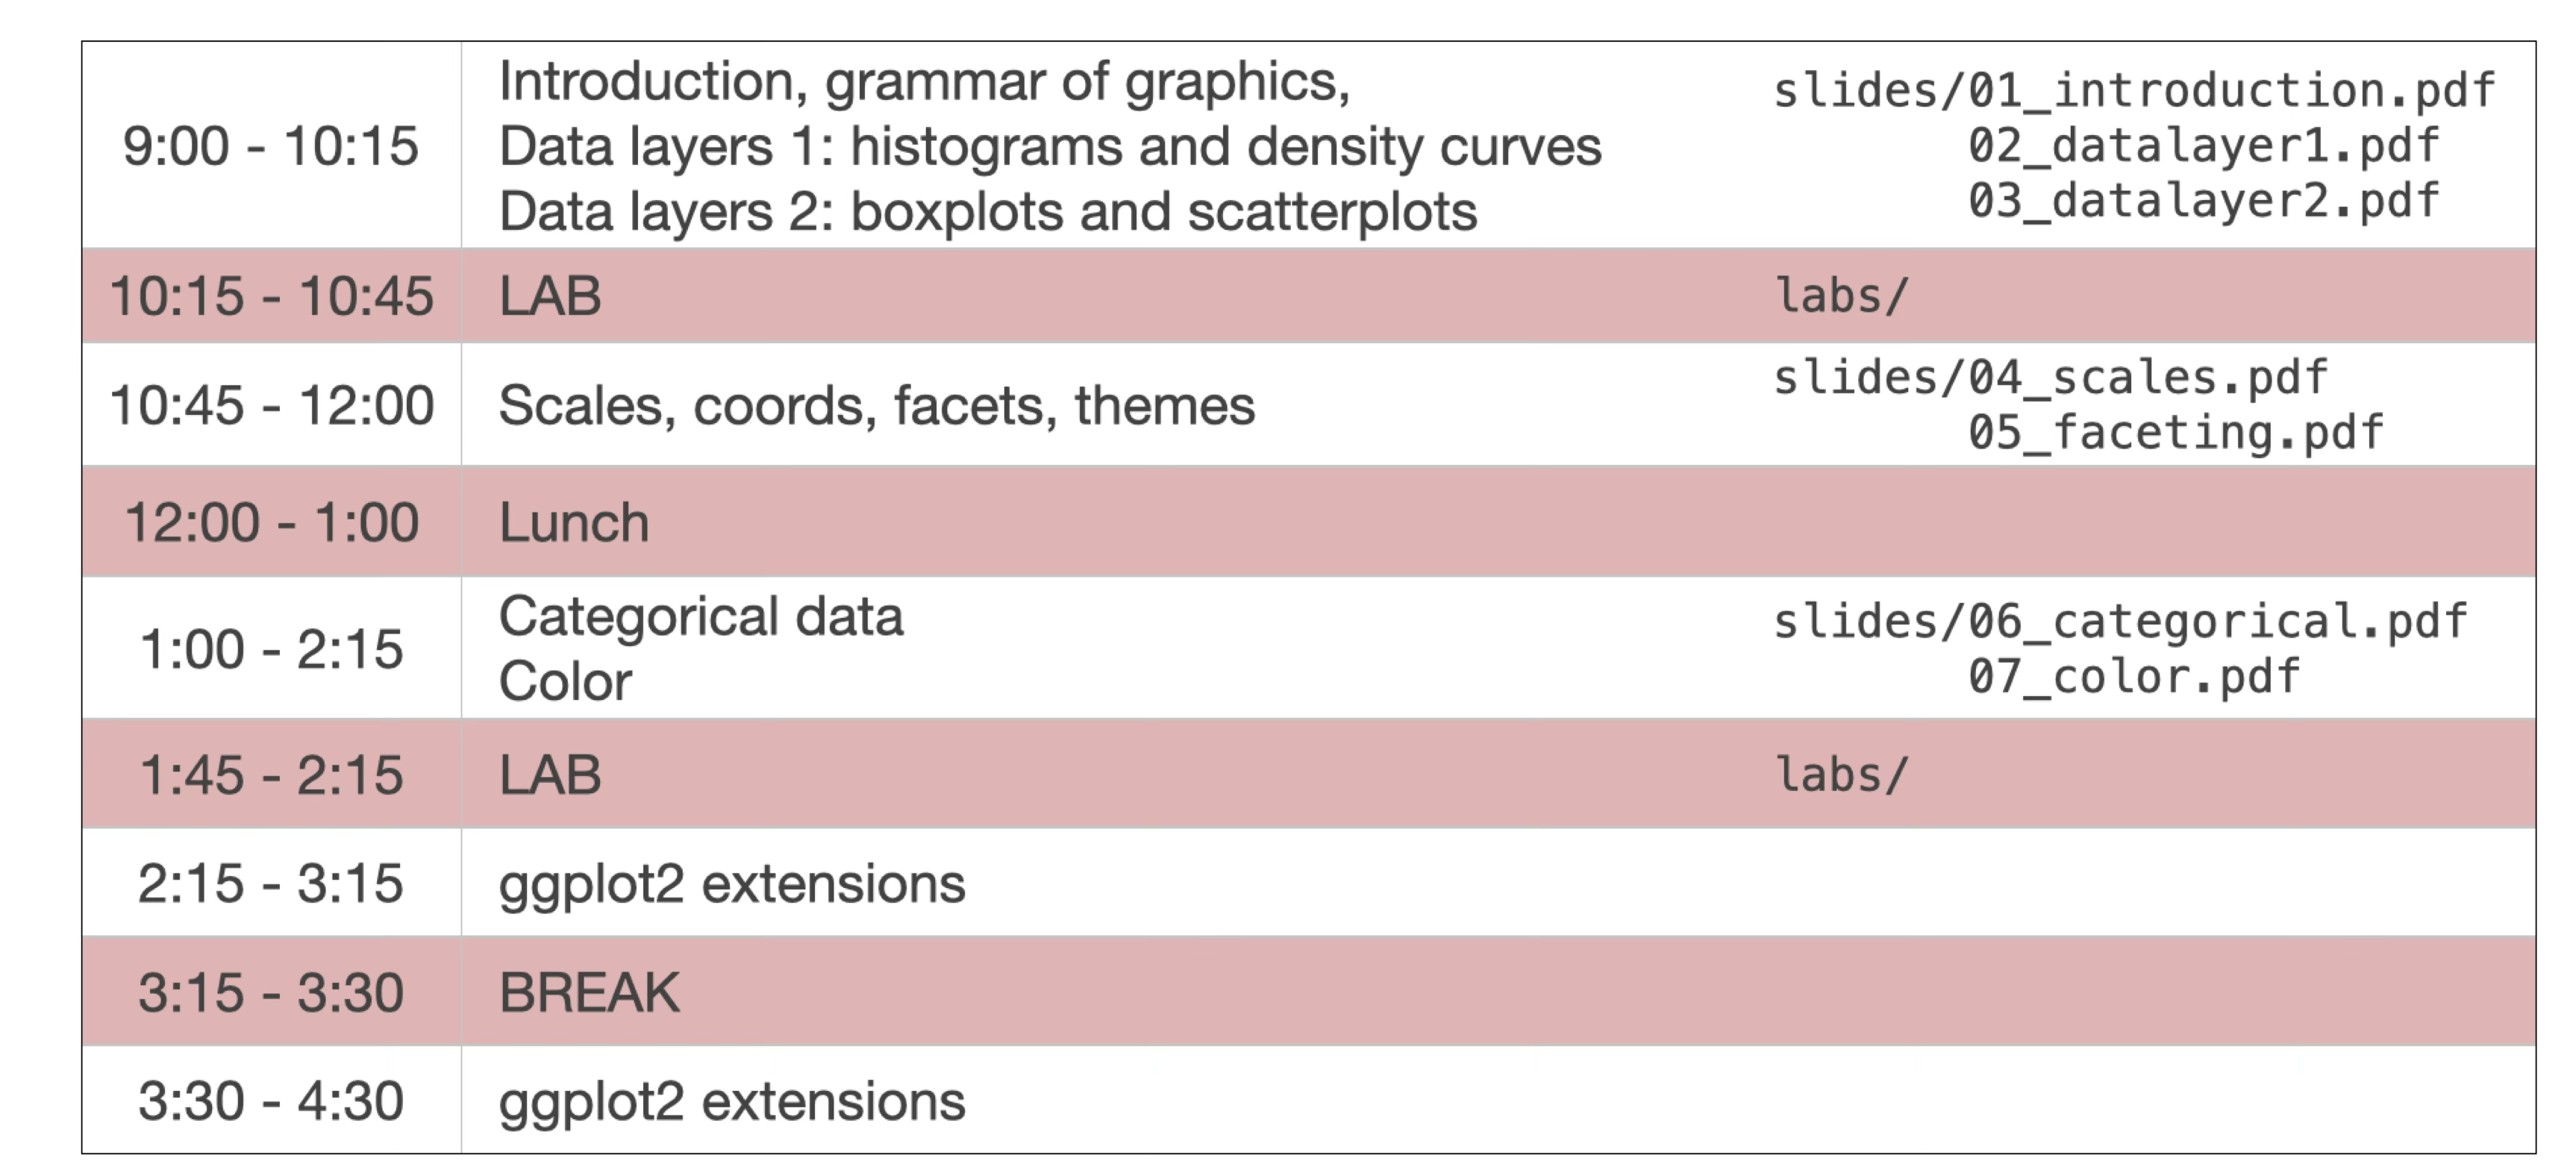 9:00 - 10:15
Introduction, grammar of graphics,
Data layers 1: histograms and density curves
Data layers 2: boxplots and scatterplots
slides/01_introduction.pdf
02_datalayer1.pdf
03_datalayer2.pdf
10:15 - 10:45
LAB
labs/
10:45 - 12:00
Scales, coords, facets, themes
slides/04_scales.pdf
05_faceting.pdf
12:00 - 1:00
Lunch
1:00 - 2:15
Categorical data
Color
slides/06_categorical.pdf
07_color.pdf
1:45 - 2:15
LAB
labs/
2:15 - 3:15
ggplot2 extensions
3:15 - 3:30
BREAK
3:30 - 4:30
ggplot2 extensions